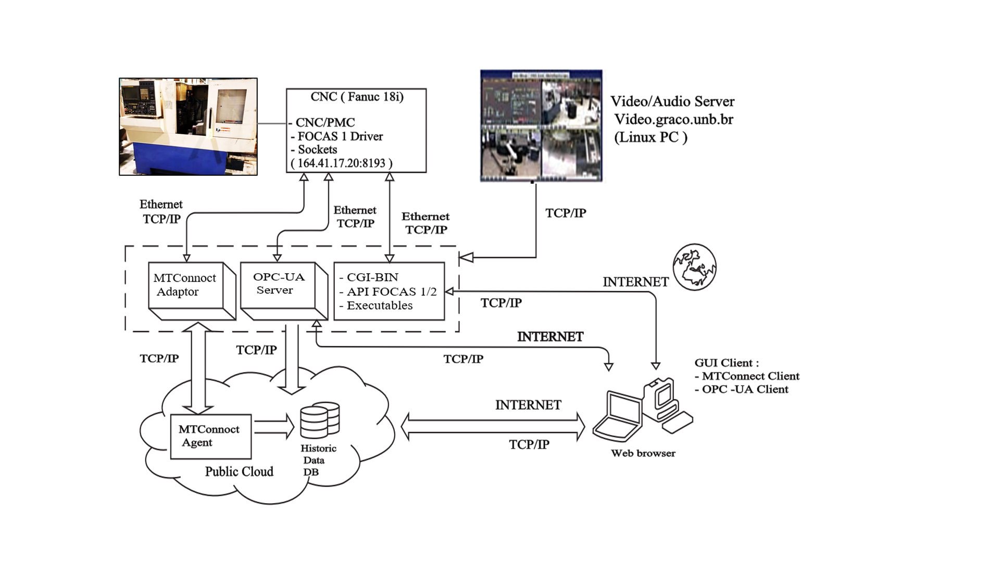 CNC ( Fanuc 18i)
- CNC/PMC
- FOCAS 1 Driver
- Sockets
( 164.41.17.20:8193 )
Video/Audio Server
Video.graco.unb.br
(Linux PC )
Ethernet
TCP/IP
Ethernet
TCP/IP
Ethernet
TCP/IP
TCP/IP
MTConnoct
Adaptor
OPC-UA
Server
- CGI-BIN
- API FOCAS 1/2
- Executables
INTERNET
TCP/IP
INTERNET
TCP/IP
TCP/IP
TCP/IP
GUI Client :
- MTConnect Client
- OPC -UA Client
INTERNET
TCP/IP
MTConnoct
Agent
Historic
Data
DB
Public Cloud
Web browser